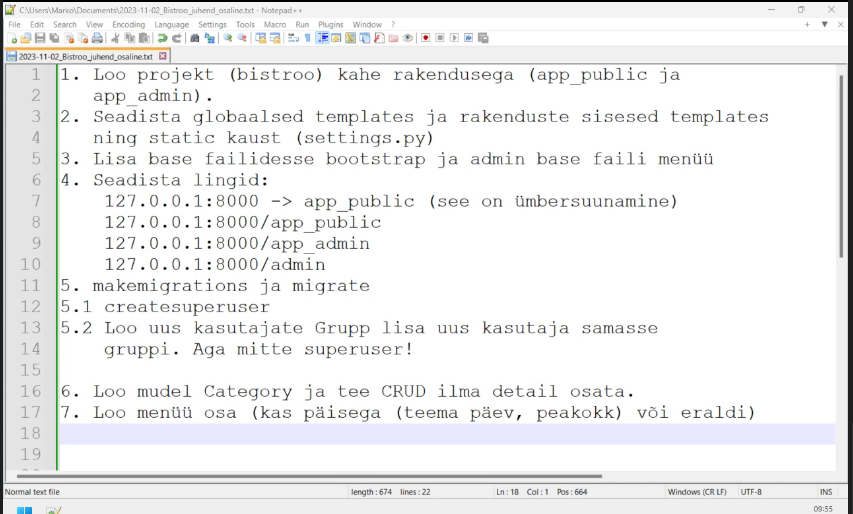 C:\Users\Marko\Documents\2023-11-02_Bistroo_juhend_osaline.txt - Notepad++
File Edit Search View Encoding Language Settings Tools Macro Run Plugins Window ?
2023-11-02_Bistroo_juhend_osaline.txt
1 1. Loo projekt (bistroo) kahe rakendusega (app_public ja
2 app_admin).
3 2. Seadista globaalsed templates ja rakenduste sisesed templates
4 ning static kaust (settings.py)
5 3. Lisa base failidesse bootstrap ja admin base faili menüü
6 4. Seadista lingid:
7 127.0.0.1:8000 -> app_public (see on ümbersuunamine)
8 127.0.0.1:8000/app_public
9 127.0.0.1:8000/app_admin
10 127.0.0.1:8000/admin
11 5. makemigrations ja migrate
12 5.1 createsuperuser
13 5.2 Loo uus kasutajate Grupp lisa uus kasutaja samasse
14 gruppi. Aga mitte superuser!
15
16 6. Loo mudel Category ja tee CRUD ilma detail osata.
17 7. Loo menüü osa (kas päisega (teema päev, peakokk) või eraldi)
18
19
Normal text file length : 674 lines : 22 Ln : 18 Col : 1 Pos : 664 Windows (CR LF) UTF-8 INS
09:55